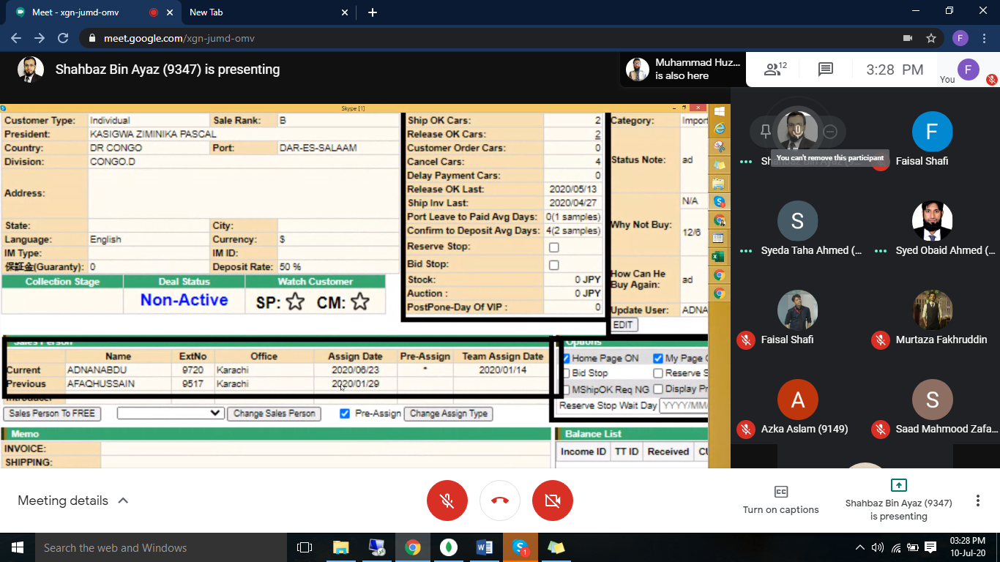 Meet - xgn-jumd-omv
New Tab
meet.google.com/xgn-jumd-omv
F
Shahbaz Bin Ayaz (9347) is presenting
Muhammad Huz...
is also here
12
3:28 PM
You
F
Skype [1]
Customer Type: Individual Sale Rank: B
President: KASIGWA ZIMINIKA PASCAL
Country: DR CONGO Port: DAR-ES-SALAAM
Division: CONGO.D
Address:
State: City:
Language: English Currency: $
IM Type: IM ID:
保証金(Guaranty): 0 Deposit Rate: 50 %
Collection Stage Deal Status Watch Customer
Non-Active SP: CM:
Ship OK Cars: 2
Release OK Cars: 2
Customer Order Cars: 0
Cancel Cars: 4
Delay Payment Cars: 0
Release OK Last: 2020/05/13
Ship Inv Last: 2020/04/27
Port Leave to Paid Avg Days: 0(1 samples)
Confirm to Deposit Avg Days: 4(2 samples)
Reserve Stop:
Bid Stop:
Stock: 0 JPY
Auction : 0 JPY
PostPone-Day Of VIP : 0
Category: Import
Status Note: ad
N/A
Why Not Buy: 12/6
How Can He
Buy Again: ad
Update User: ADNA
EDIT
Sales Person
Name ExtNo Office Assign Date Pre-Assign Team Assign Date
Current ADNANABDU 9720 Karachi 2020/06/23 * 2020/01/14
Previous AFAQHUSSAIN 9517 Karachi 2020/01/29
Introducer
Sales Person To FREE Change Sales Person Pre-Assign Change Assign Type
Options
Home Page ON My Page
Bid Stop Reserve S
MShipOK Req NG Display Pr
Reserve Stop Wait Day YYYY/MM/
Memo
INVOICE:
SHIPPING:
Balance List
Income ID TT ID Received CU
You can't remove this participant
F
Faisal Shafi
S
Syeda Taha Ahmed (...
Syed Obaid Ahmed (...
Faisal Shafi
Murtaza Fakhruddin
A
Azka Aslam (9149)
S
Saad Mahmood Zafa...
Meeting details
CC
Turn on captions
Shahbaz Bin Ayaz (9347)
is presenting
Search the web and Windows
W
S
1
03:28 PM
10-Jul-20